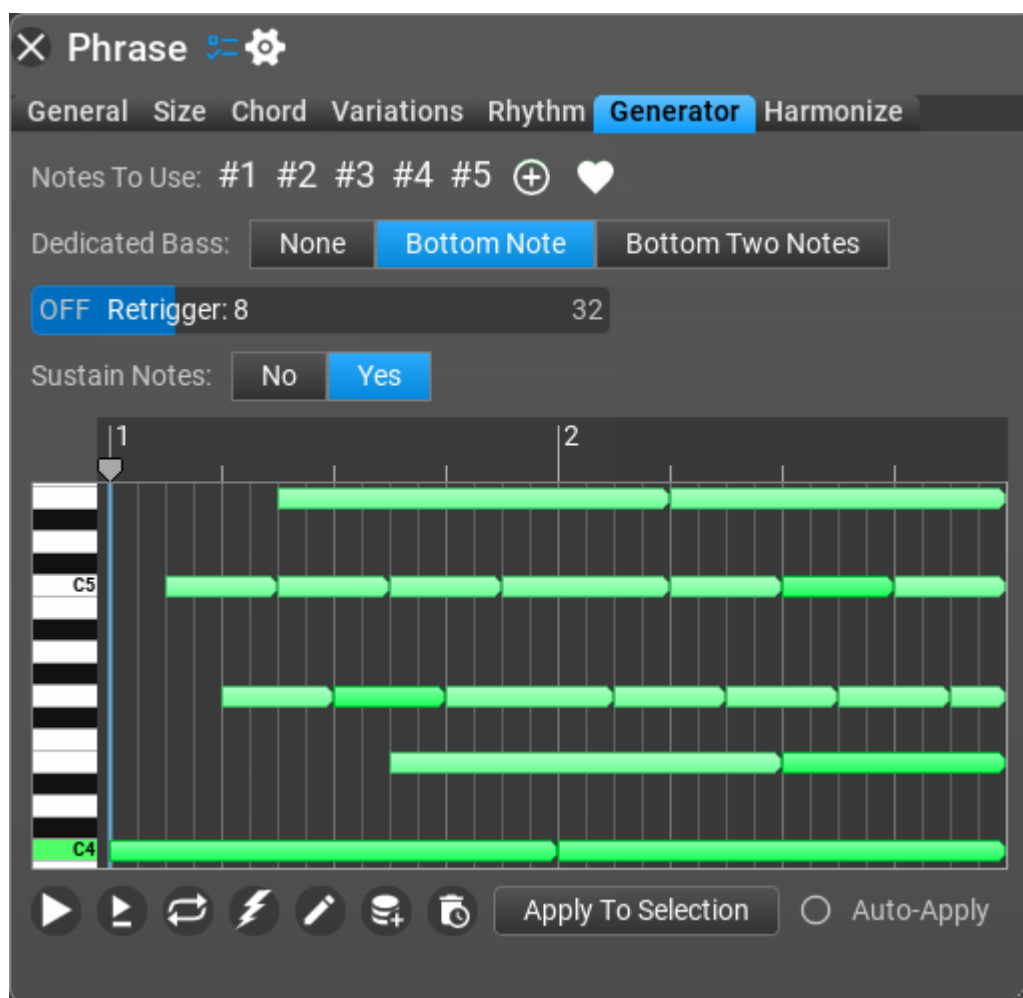 Phrase
General Size Chord Variations Rhythm Generator Harmonize
Notes To Use: #1 #2 #3 #4 #5
Dedicated Bass: None Bottom Note Bottom Two Notes
OFF Retrigger: 8 32
Sustain Notes: No Yes
1 2
C5
C4
Apply To Selection Auto-Apply